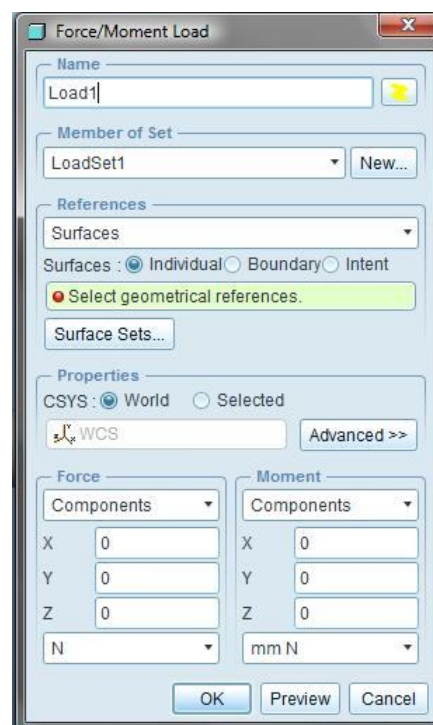 Force/Moment Load
Name
Load1
Member of Set
LoadSet1 New...
References
Surfaces
Surfaces : Individual Boundary Intent
Select geometrical references.
Surface Sets...
Properties
CSYS : World Selected
WCS Advanced >>
Force Moment
Components Components
X 0 X 0
Y 0 Y 0
Z 0 Z 0
N mm N
OK Preview Cancel